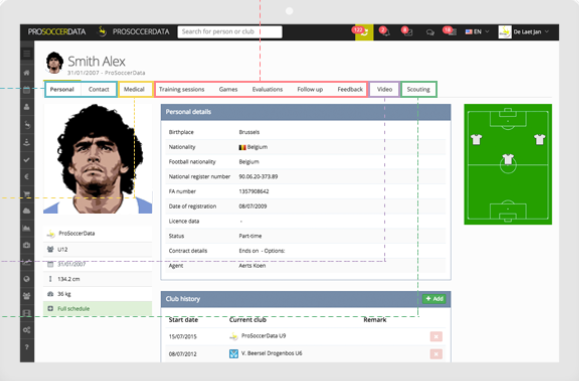 PROSOCCERDATA PROSOCCERDATA Search for person or club EN De Laet Jan
Smith Alex
31/01/2007 - ProSoccerData
Personal Contact Medical Training sessions Games Evaluations Follow up Feedback Video Scouting
Personal details
Birthplace Brussels
Nationality Belgium
Football nationality Belgium
National register number 90.06.20-373.89
FA number 1357908642
Date of registration 08/07/2009
Licence data -
Status Part-time
Contract details Ends on - Options:
Agent Aerts Koen
ProSoccerData
U12
31/01/2007
134.2 cm
36 kg
Full schedule
Club history + Add
Start date Current club Remark
15/07/2015 ProSoccerData U9
08/07/2012 V. Beersel Drogenbos U6